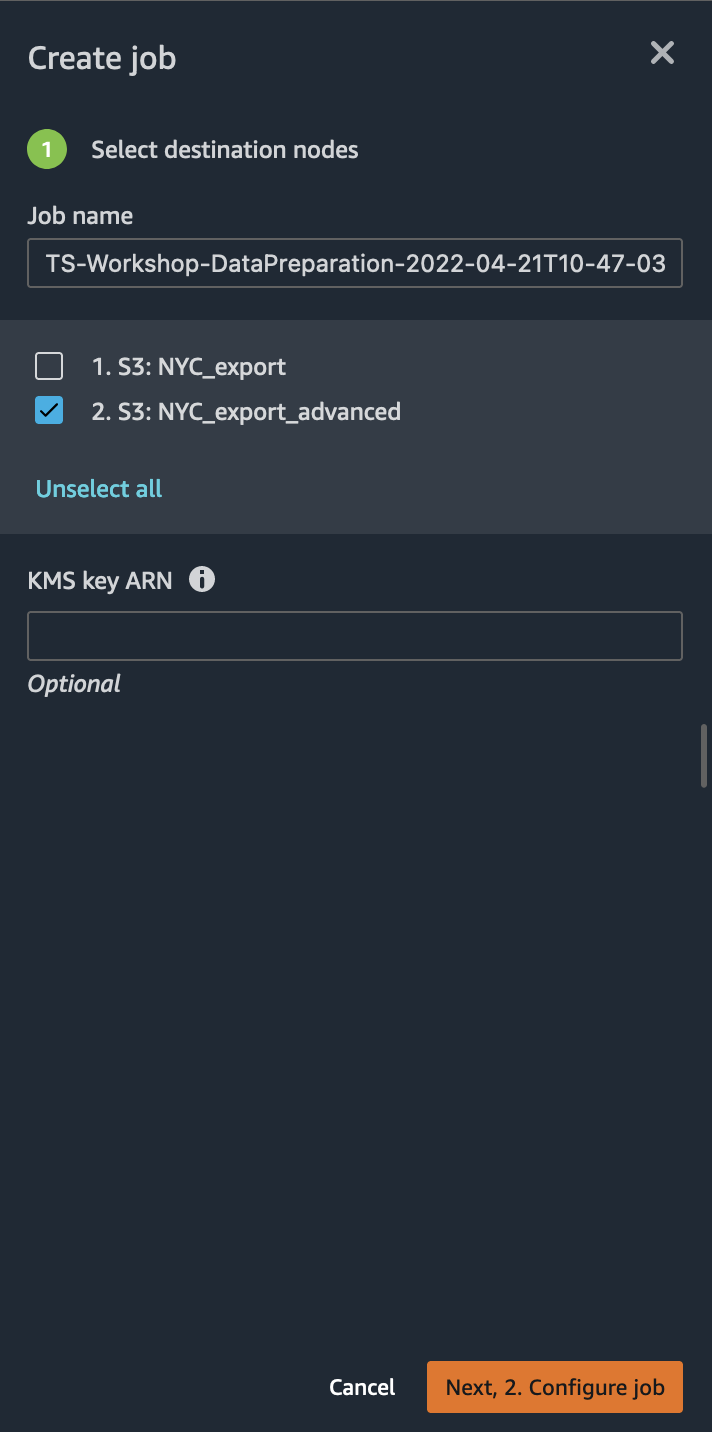 Create job
1 Select destination nodes
Job name
TS-Workshop-DataPreparation-2022-04-21T10-47-03
1. S3: NYC_export
2. S3: NYC_export_advanced
Unselect all
KMS key ARN
Optional
Cancel Next, 2. Configure job